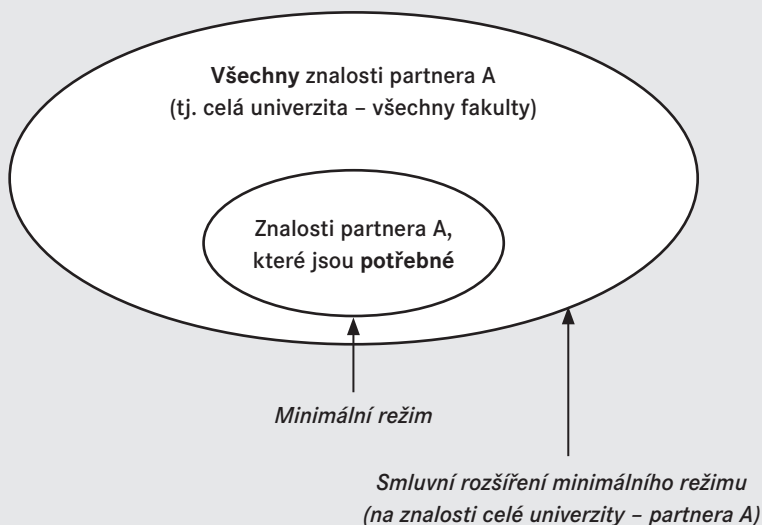 Všechny znalosti partnera A
(tj. celá univerzita – všechny fakulty)
Znalosti partnera A,
které jsou potřebné
Minimální režim
Smluvní rozšíření minimálního režimu
(na znalosti celé univerzity – partnera A)